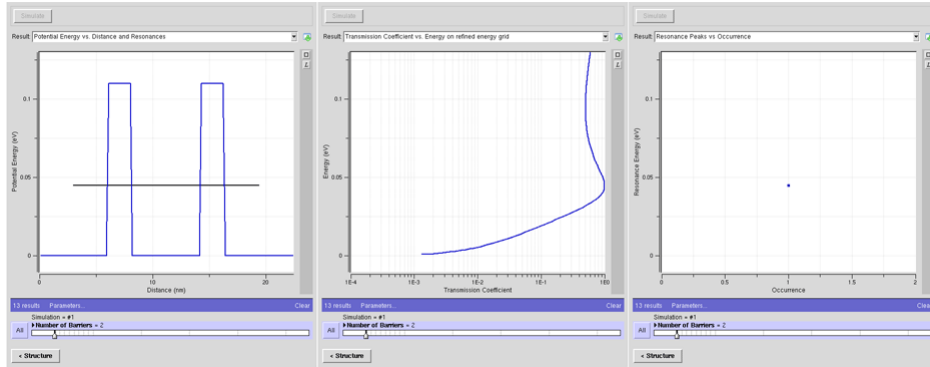 Simulate
Result: Potential Energy vs. Distance and Resonances
Potential Energy (eV)
0.1
0.05
0
0 10 20
Distance (nm)
13 results Parameters... Clear
Simulation = #1
All
Number of Barriers = 2
< Structure
Simulate
Result: Transmission Coefficient vs. Energy on refined energy grid
Energy (eV)
0.1
0.05
0
1E-4 1E-3 1E-2 1E-1 1E0
Transmission Coefficient
13 results Parameters... Clear
Simulation = #1
All
Number of Barriers = 2
< Structure
Simulate
Result: Resonance Peaks vs Occurrence
Resonance Energy (eV)
0.1
0.05
0
0 0.5 1 1.5 2
Occurrence
13 results Parameters... Clear
Simulation = #1
All
Number of Barriers = 2
< Structure